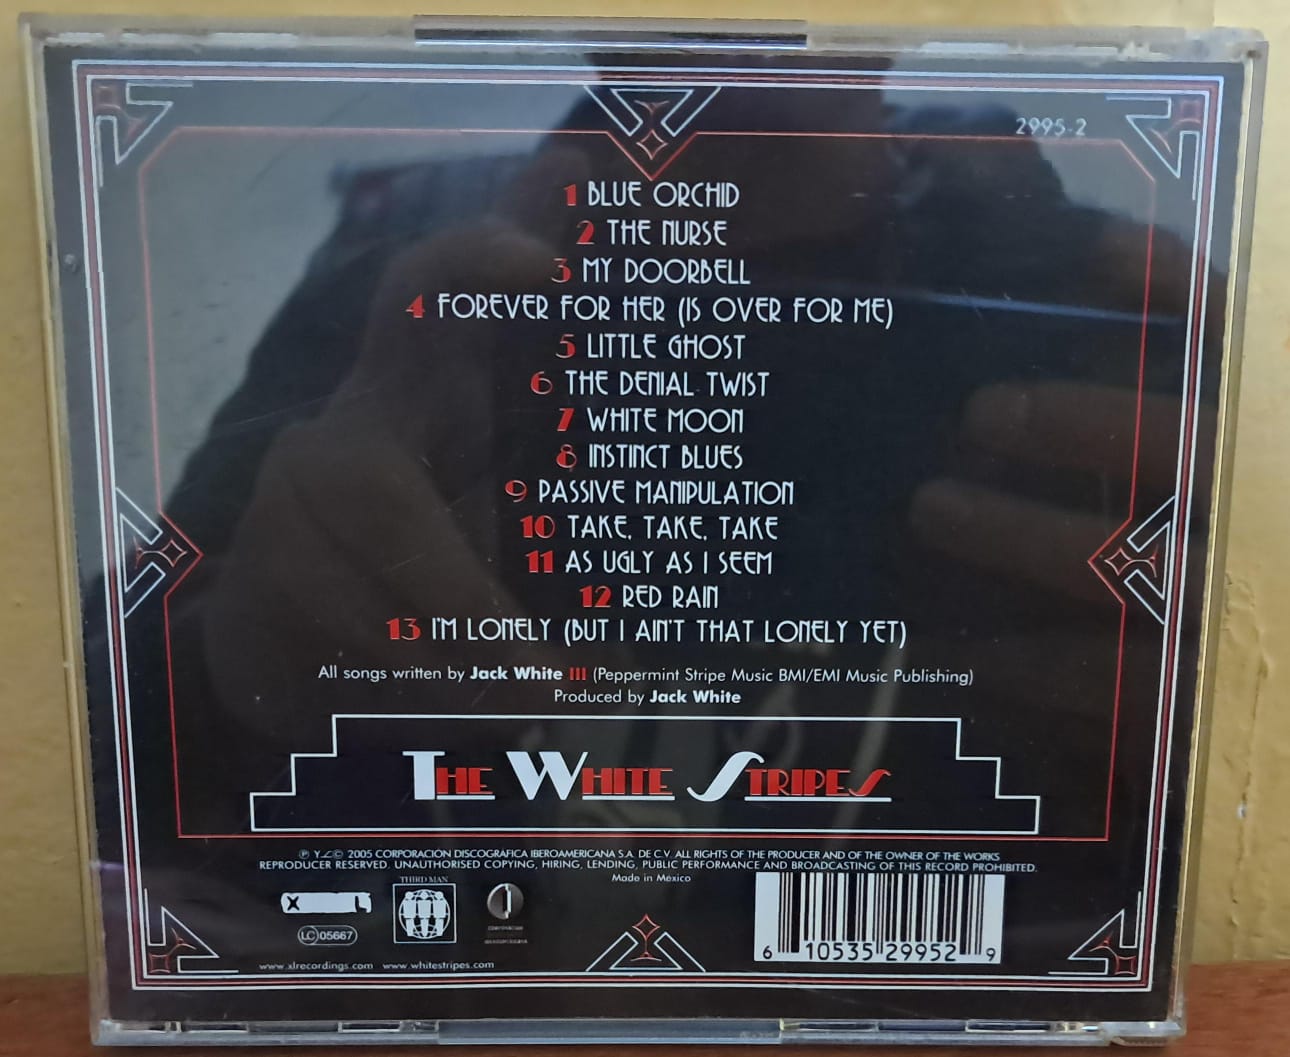 2995-2
1 BLUE ORCHID
2 THE NURSE
3 MY DOORBELL
4 FOREVER FOR HER (IS OVER FOR ME)
5 LITTLE GHOST
6 THE DENIAL TWIST
7 WHITE MOON
8 INSTINCT BLUES
9 PASSIVE MANIPULATION
10 TAKE, TAKE, TAKE
11 AS UGLY AS I SEEM
12 RED RAIN
13 I'M LONELY (BUT I AIN'T THAT LONELY YET)
All songs written by Jack White III (Peppermint Stripe Music BMI/EMI Music Publishing)
Produced by Jack White
THE WHITE STRIPES
℗ Y © 2005 CORPORACION DISCOGRAFICA IBEROAMERICANA S.A. DE C.V. ALL RIGHTS OF THE PRODUCER AND OF THE OWNER OF THE WORKS
REPRODUCER RESERVED. UNAUTHORISED COPYING, HIRING, LENDING, PUBLIC PERFORMANCE AND BROADCASTING OF THIS RECORD PROHIBITED.
Made in México
THIRD MAN
X L
LC 05667
www.xlrecordings.com www.whitestripes.com
6 10535 29952 9